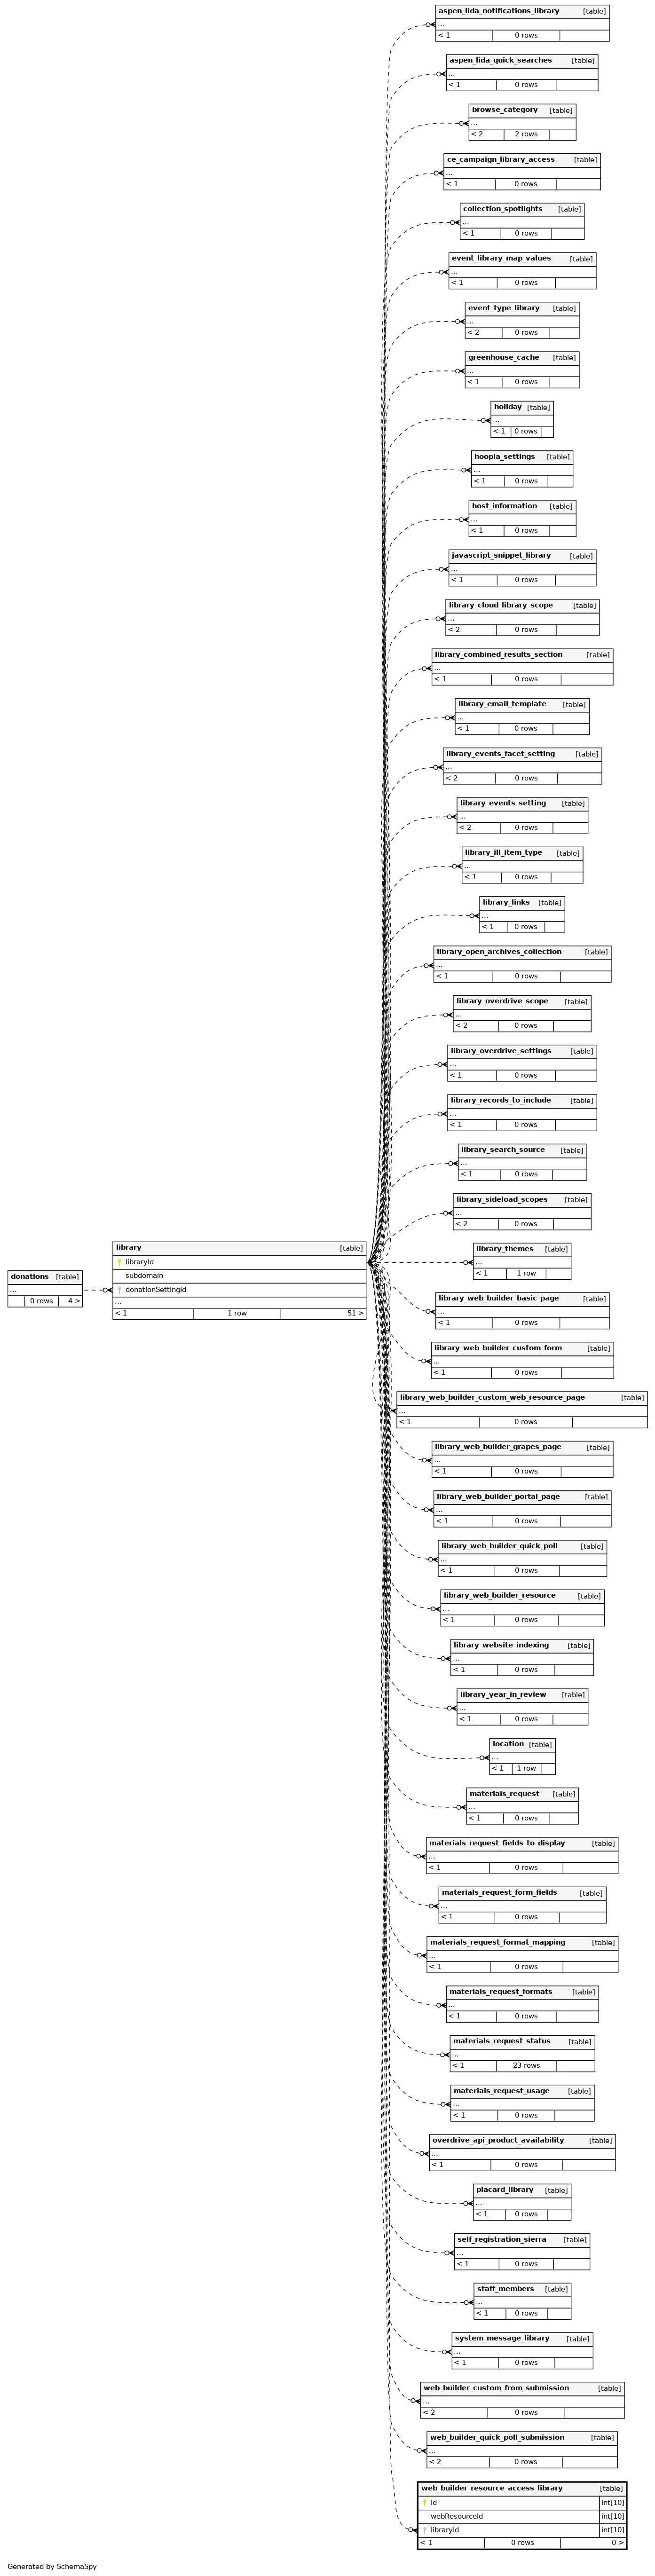 aspen_lida_notifications_library [table]
...
< 1 0 rows
aspen_lida_quick_searches [table]
...
< 1 0 rows
browse_category [table]
...
< 2 2 rows
ce_campaign_library_access [table]
...
< 1 0 rows
collection_spotlights [table]
...
< 1 0 rows
event_library_map_values [table]
...
< 1 0 rows
event_type_library [table]
...
< 2 0 rows
greenhouse_cache [table]
...
< 1 0 rows
holiday [table]
...
< 1 0 rows
hoopla_settings [table]
...
< 1 0 rows
host_information [table]
...
< 1 0 rows
javascript_snippet_library [table]
...
< 1 0 rows
library_cloud_library_scope [table]
...
< 2 0 rows
library_combined_results_section [table]
...
< 1 0 rows
library_email_template [table]
...
< 1 0 rows
library_events_facet_setting [table]
...
< 2 0 rows
library_events_setting [table]
...
< 2 0 rows
library_ill_item_type [table]
...
< 1 0 rows
library_links [table]
...
< 1 0 rows
library_open_archives_collection [table]
...
< 1 0 rows
library_overdrive_scope [table]
...
< 2 0 rows
library_overdrive_settings [table]
...
< 1 0 rows
library_records_to_include [table]
...
< 1 0 rows
library_search_source [table]
...
< 1 0 rows
library_sideload_scopes [table]
...
< 2 0 rows
donations [table]
...
0 rows 4 >
library [table]
libraryId
subdomain
donationSettingId
...
< 1 1 row 51 >
library_themes [table]
...
< 1 1 row
library_web_builder_basic_page [table]
...
< 1 0 rows
library_web_builder_custom_form [table]
...
< 1 0 rows
library_web_builder_custom_web_resource_page [table]
...
< 1 0 rows
library_web_builder_grapes_page [table]
...
< 1 0 rows
library_web_builder_portal_page [table]
...
< 1 0 rows
library_web_builder_quick_poll [table]
...
< 1 0 rows
library_web_builder_resource [table]
...
< 1 0 rows
library_website_indexing [table]
...
< 1 0 rows
library_year_in_review [table]
...
< 1 0 rows
location [table]
...
< 1 1 row
materials_request [table]
...
< 1 0 rows
materials_request_fields_to_display [table]
...
< 1 0 rows
materials_request_form_fields [table]
...
< 1 0 rows
materials_request_format_mapping [table]
...
< 1 0 rows
materials_request_formats [table]
...
< 1 0 rows
materials_request_status [table]
...
< 1 23 rows
materials_request_usage [table]
...
< 1 0 rows
overdrive_api_product_availability [table]
...
< 1 0 rows
placard_library [table]
...
< 1 0 rows
self_registration_sierra [table]
...
< 1 0 rows
staff_members [table]
...
< 1 0 rows
system_message_library [table]
...
< 1 0 rows
web_builder_custom_from_submission [table]
...
< 2 0 rows
web_builder_quick_poll_submission [table]
...
< 2 0 rows
web_builder_resource_access_library [table]
id int[10]
webResourceId int[10]
libraryId int[10]
< 1 0 rows 0 >
Generated by SchemaSpy